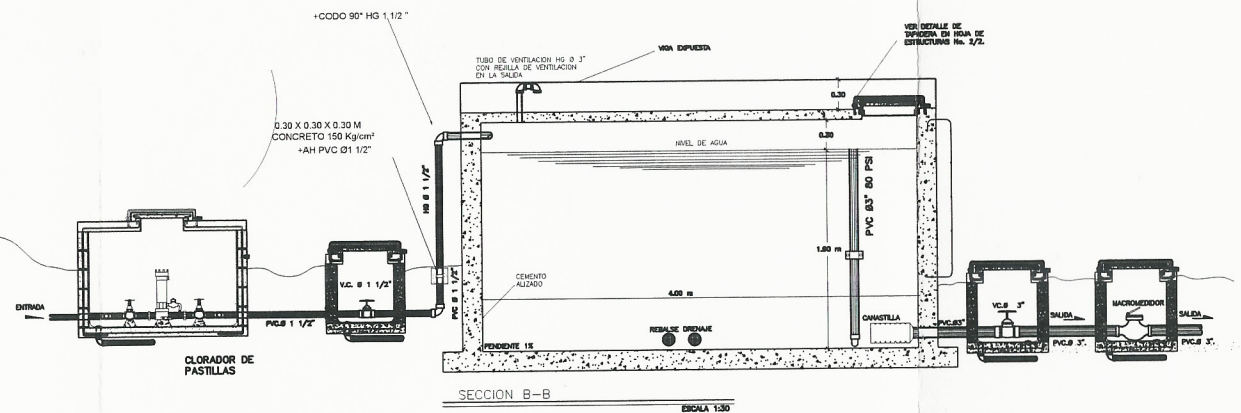 +CODO 90° HG 1 1/2 "
VER DETALLE DE
TAPADERA EN HOJA DE
ESTRUCTURAS No. 2/2.
VIGA EXPUESTA
TUBO DE VENTILACION HG Ø 3"
CON REJILLA DE VENTILACION
EN LA SALIDA
0.30
0.30 X 0.30 X 0.30 M
CONCRETO 150 Kg/cm²
+AH PVC Ø1 1/2"
0.30
NIVEL DE AGUA
HG Ø 1 1/2"
PVC Ø3" 80 PSI
1.90 m
V.C. Ø 1 1/2"
PVC Ø 1 1/2"
CEMENTO
ALIZADO
4.00 m
ENTRADA
PVC.Ø 1 1/2"
REBALSE DRENAJE
CANASTILLA
PVC.Ø3"
VC.Ø 3"
SALIDA
PVC.Ø 3".
MACROMEDIDOR
SALIDA
PVC.Ø 3".
PENDIENTE 1%
CLORADOR DE
PASTILLAS
SECCION B-B
ESCALA 1:30